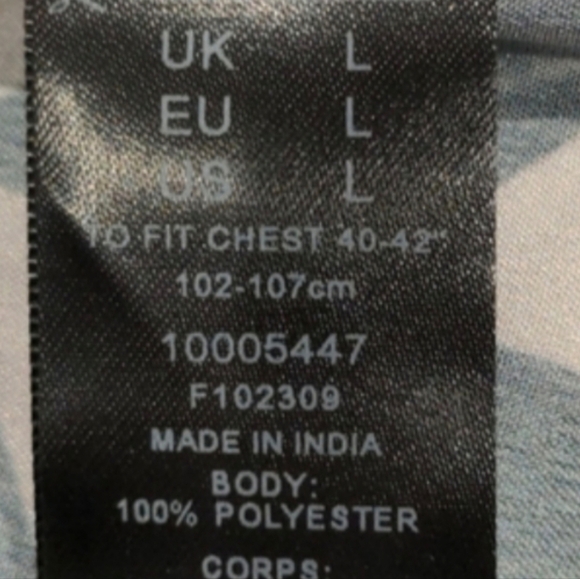 UK L
EU L
US L
TO FIT CHEST 40-42"
102-107cm
10005447
F102309
MADE IN INDIA
BODY:
100% POLYESTER
CORPS: